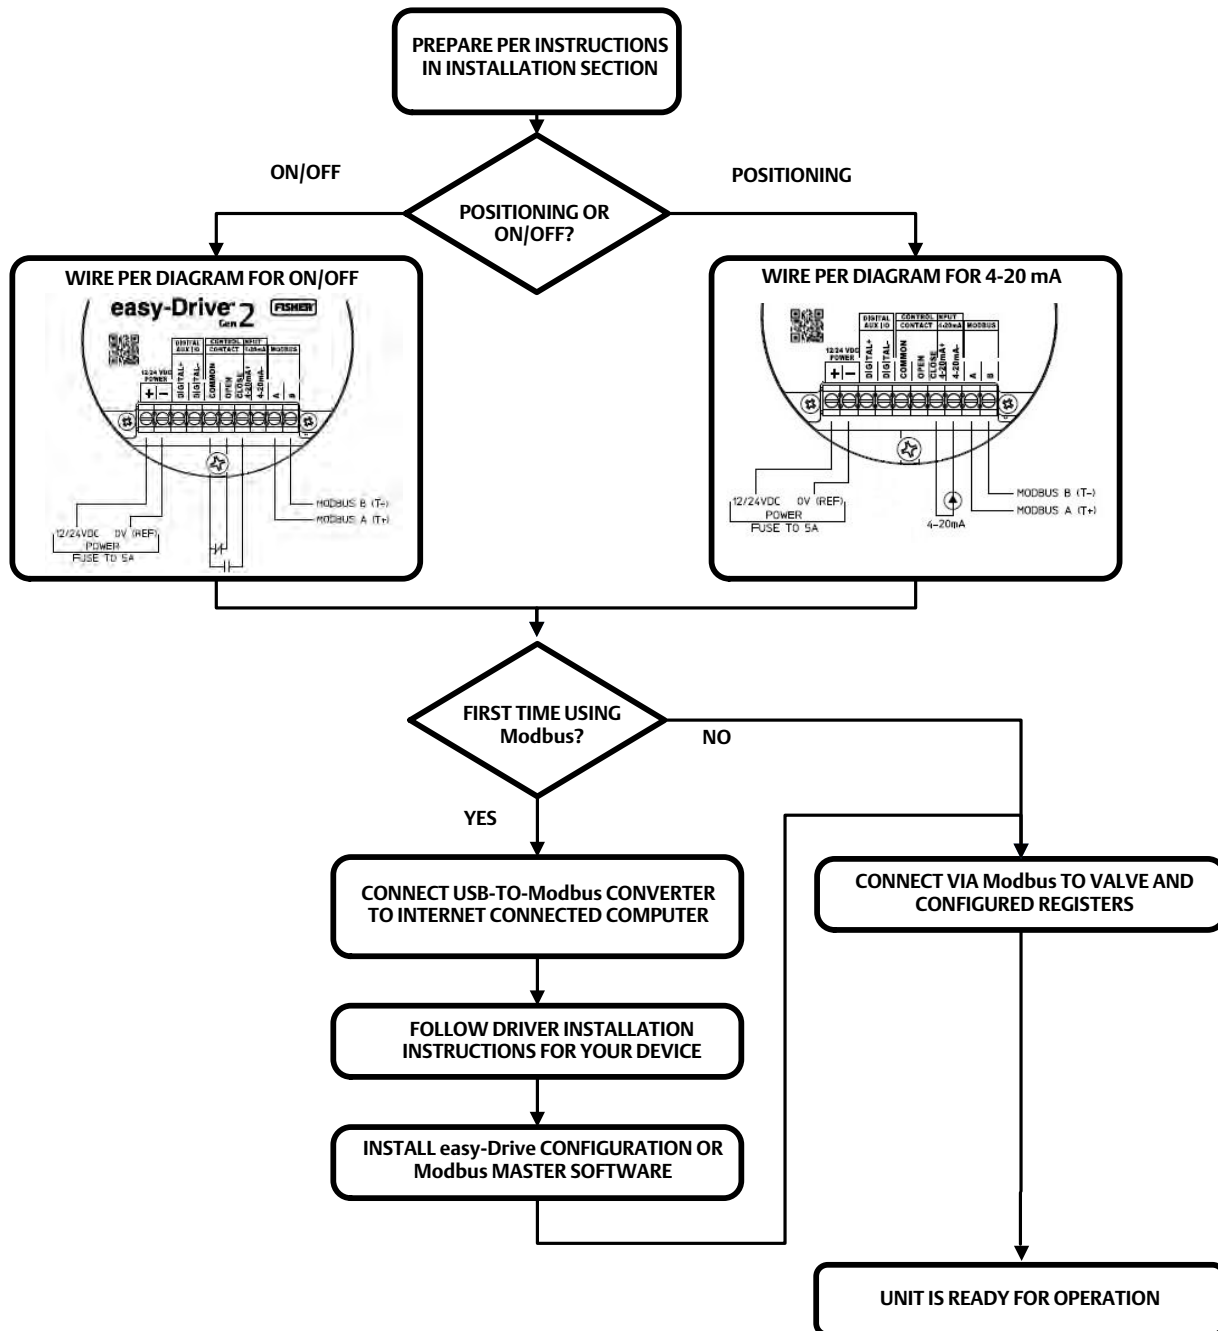 PREPARE PER INSTRUCTIONS
IN INSTALLATION SECTION
ON/OFF
POSITIONING
POSITIONING OR
ON/OFF?
WIRE PER DIAGRAM FOR ON/OFF
easy-Drive™
Gen 2
FISHER
DIGITAL
AUX I/O
CONTROL INPUT
CONTACT
4-20mA
MODBUS
12/24 VDC
POWER
+
−
DIGITAL+
DIGITAL-
COMMON
OPEN
CLOSE
4-20mA+
4-20mA-
A
B
12/24VDC
0V (REF)
POWER
FUSE TO 5A
MODBUS B (T-)
MODBUS A (T+)
WIRE PER DIAGRAM FOR 4-20 mA
DIGITAL
AUX I/O
CONTROL INPUT
CONTACT
4-20mA
MODBUS
12/24 VDC
POWER
+
−
DIGITAL+
DIGITAL-
COMMON
OPEN
CLOSE
4-20mA+
4-20mA-
A
B
12/24VDC
0V (REF)
POWER
FUSE TO 5A
4-20mA
MODBUS B (T-)
MODBUS A (T+)
FIRST TIME USING
Modbus?
NO
YES
CONNECT USB-TO-Modbus CONVERTER
TO INTERNET CONNECTED COMPUTER
CONNECT VIA Modbus TO VALVE AND
CONFIGURED REGISTERS
FOLLOW DRIVER INSTALLATION
INSTRUCTIONS FOR YOUR DEVICE
INSTALL easy-Drive CONFIGURATION OR
Modbus MASTER SOFTWARE
UNIT IS READY FOR OPERATION